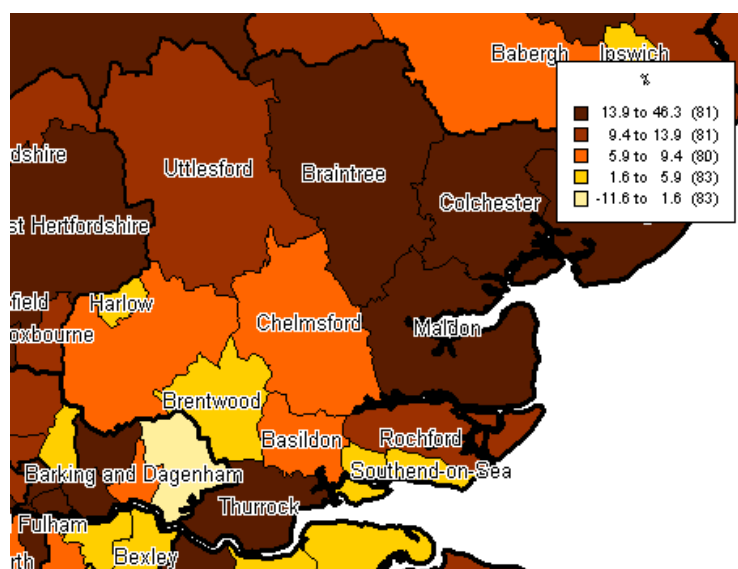 Babergh
Ipswich
%
13.9 to 46.3 (81)
9.4 to 13.9 (81)
5.9 to 9.4 (80)
1.6 to 5.9 (83)
-11.6 to 1.6 (83)
dshire
Uttlesford
Braintree
Colchester
st Hertfordshire
field
Harlow
oxbourne
Chelmsford
Maldon
Brentwood
Basildon
Rochford
Barking and Dagenham
Southend-on-Sea
Thurrock
Fulham
rth
Bexley